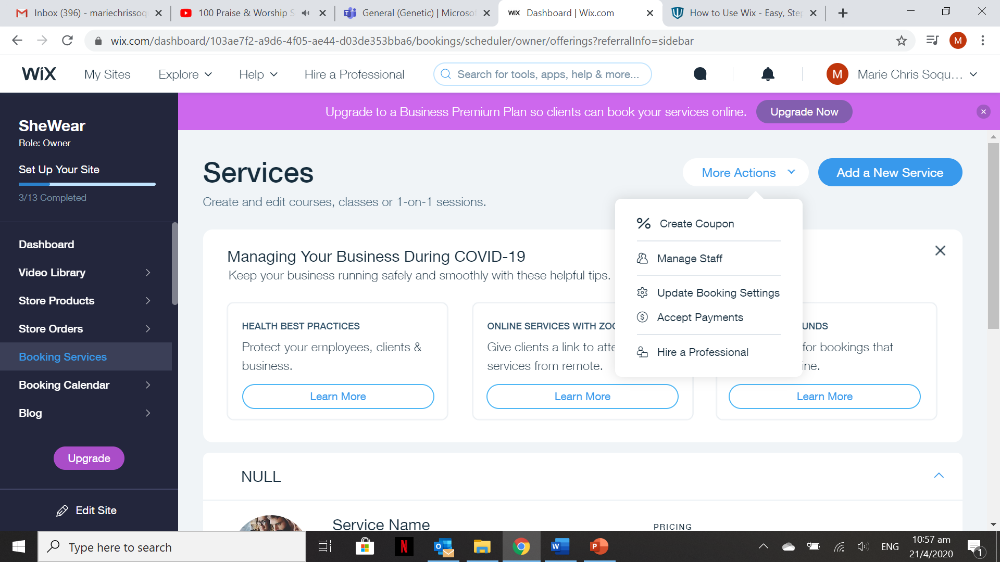 Inbox (396) - mariechrissoq
100 Praise & Worship S
General (Genetic) | Microsof
WIX Dashboard | Wix.com
How to Use Wix - Easy, Step
wix.com/dashboard/103ae7f2-a9d6-4f05-ae44-d03de353bba6/bookings/scheduler/owner/offerings?referralInfo=sidebar
M
WIX
My Sites
Explore
Help
Hire a Professional
Search for tools, apps, help & more...
M
Marie Chris Soqu...
Upgrade to a Business Premium Plan so clients can book your services online.
Upgrade Now
SheWear
Role: Owner
Set Up Your Site
3/13 Completed
Dashboard
Video Library
Store Products
Store Orders
Booking Services
Booking Calendar
Blog
Upgrade
Edit Site
Services
Create and edit courses, classes or 1-on-1 sessions.
More Actions
Add a New Service
Create Coupon
Manage Staff
Update Booking Settings
Accept Payments
Hire a Professional
Managing Your Business During COVID-19
Keep your business running safely and smoothly with these helpful tips.
HEALTH BEST PRACTICES
Protect your employees, clients &
business.
Learn More
ONLINE SERVICES WITH ZOO
Give clients a link to atte
services from remote.
Learn More
UNDS
for bookings that
ine.
Learn More
NULL
Service Name
PRICING
Type here to search
N
W
P
ENG
10:57 am
21/4/2020
1